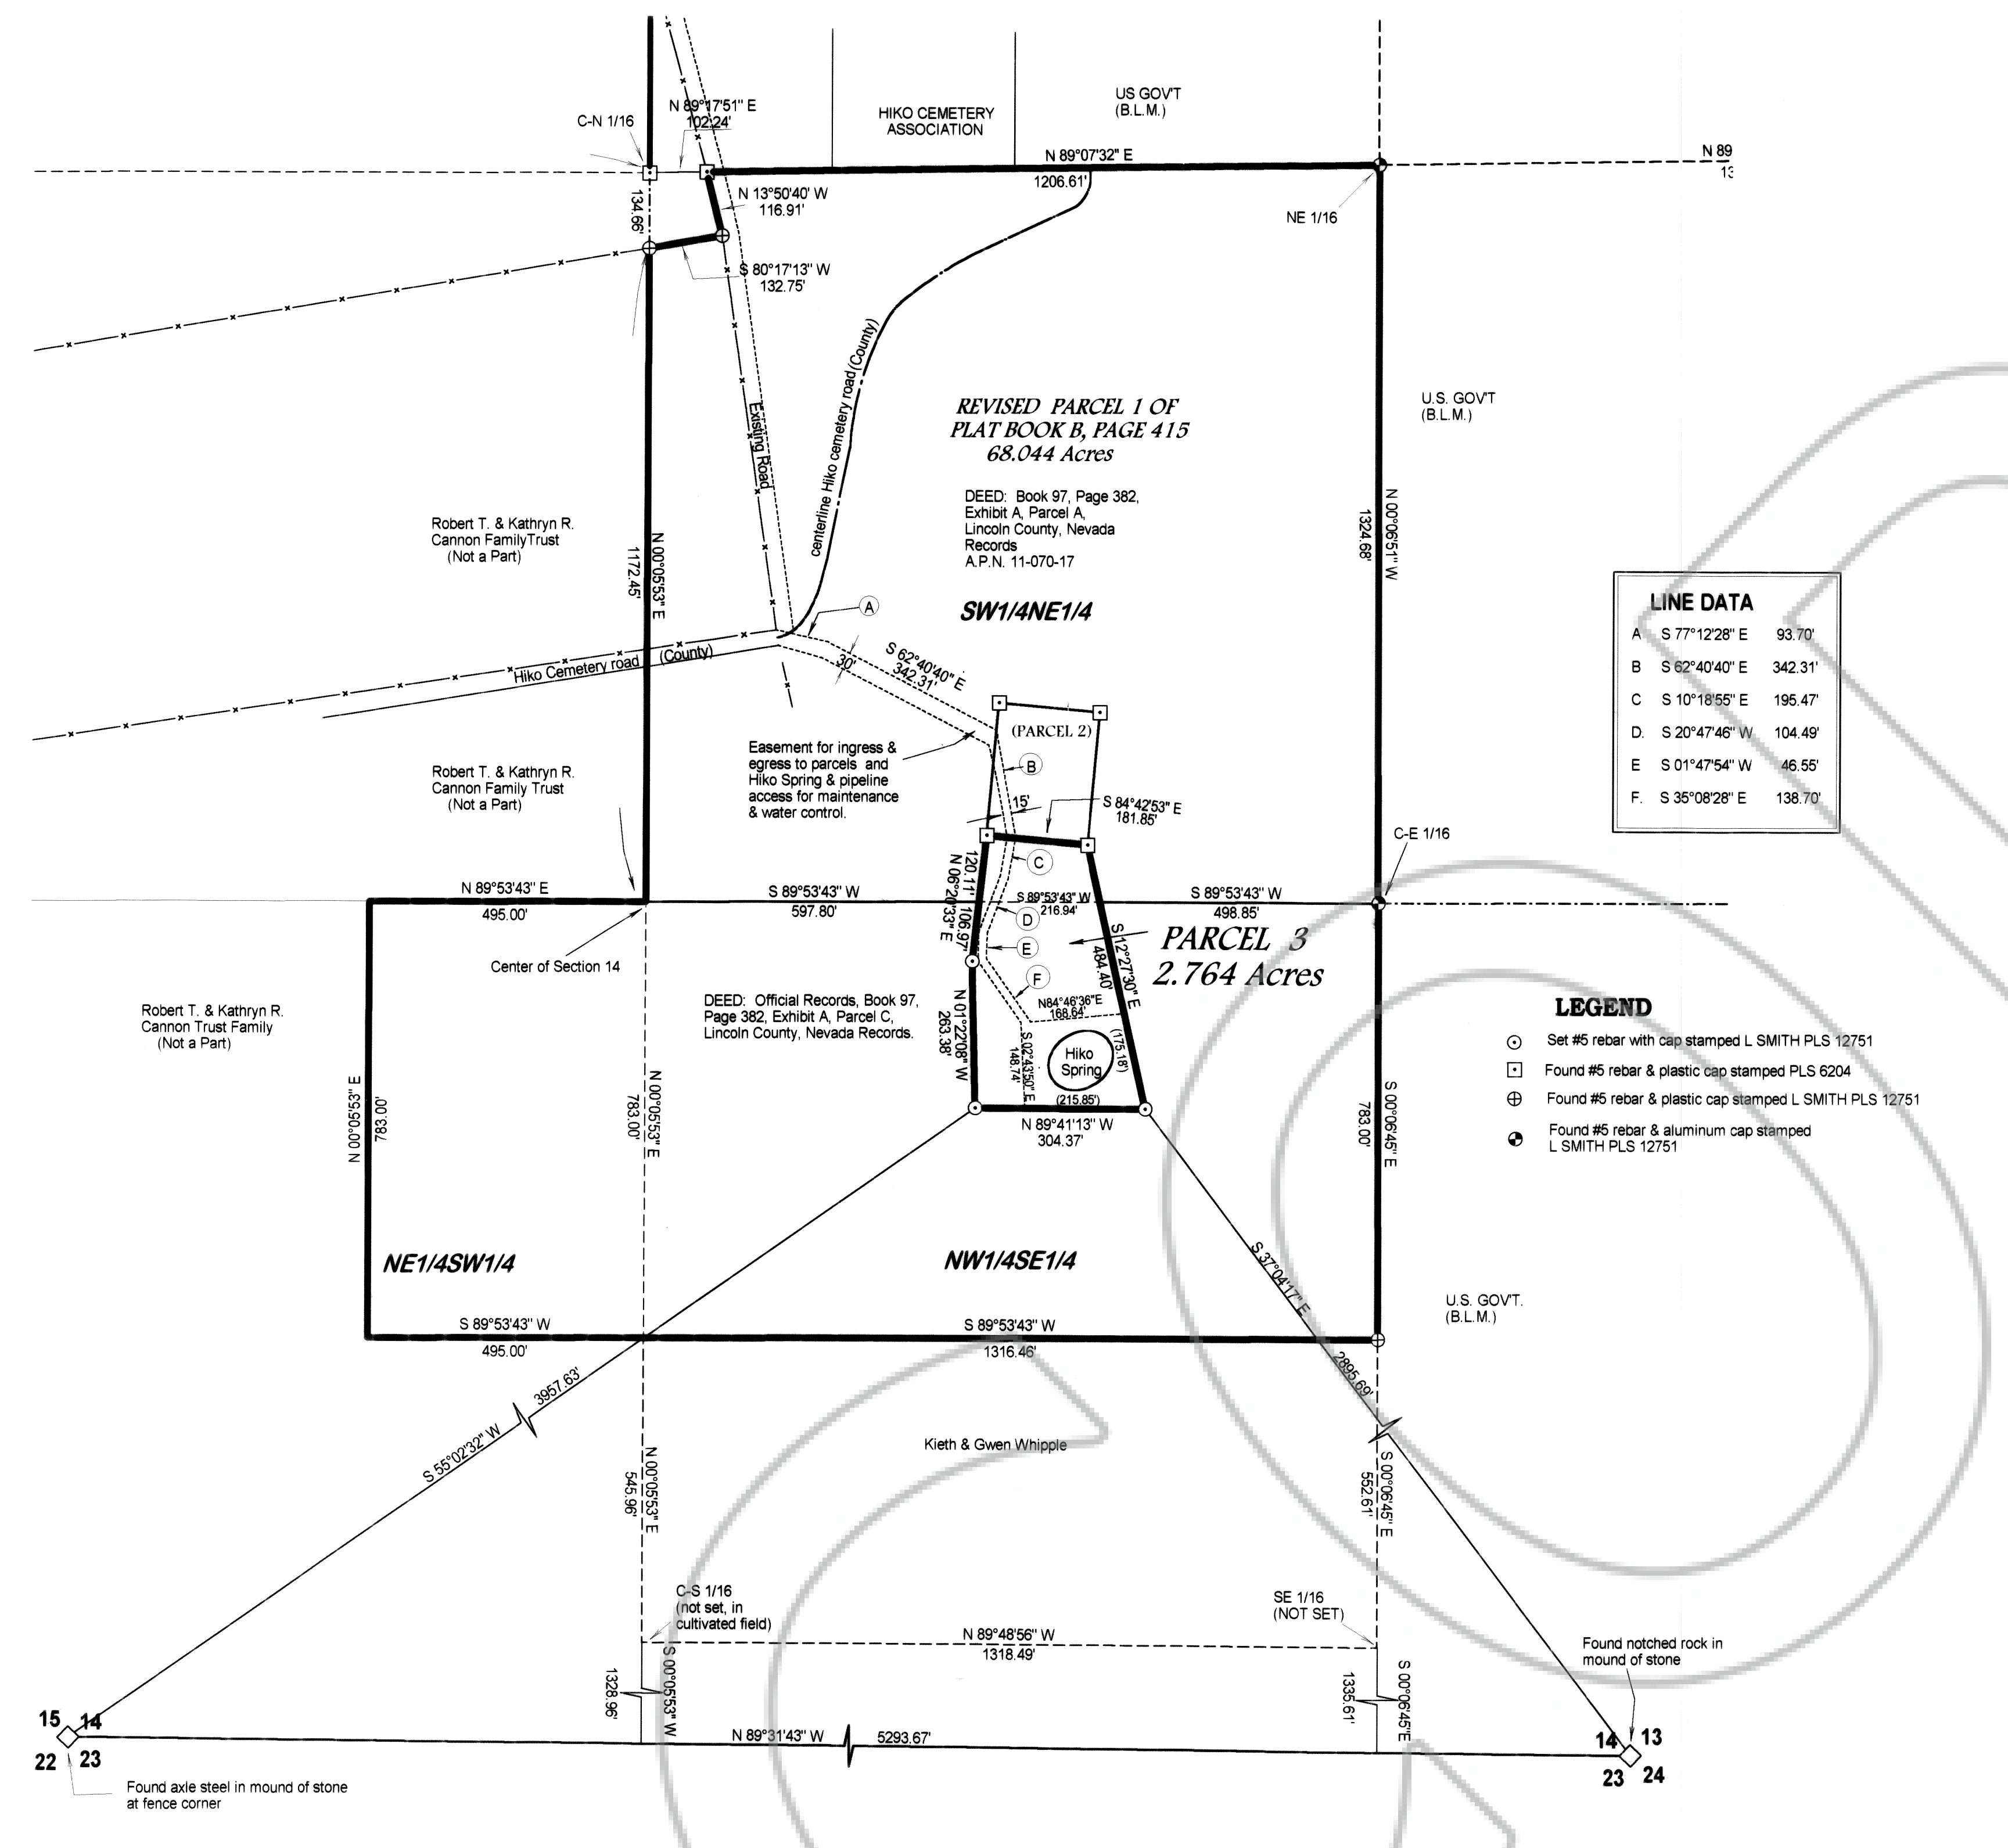 US GOV'T
(B.L.M.)
HIKO CEMETERY
ASSOCIATION
N 89°17'51" E
102.24'
C-N 1/16
N 89°07'32" E
1206.61'
N 89
NE 1/16
134.66'
N 13°50'40" W
116.91'
S 80°17'13" W
132.75'
centerline Hiko cemetery road (County)
Existing Road
REVISED PARCEL 1 OF
PLAT BOOK B, PAGE 415
68.044 Acres
DEED: Book 97, Page 382,
Exhibit A, Parcel A,
Lincoln County, Nevada
Records
A.P.N. 11-070-17
SW1/4NE1/4
U.S. GOV'T
(B.L.M.)
N 00°06'51" W
1324.68'
Robert T. & Kathryn R.
Cannon FamilyTrust
(Not a Part)
N 00°05'53" E
1172.45'
LINE DATA
A S 77°12'28" E 93.70'
B S 62°40'40" E 342.31'
C S 10°18'55" E 195.47'
D. S 20°47'46" W 104.49'
E S 01°47'54" W 46.55'
F. S 35°08'28" E 138.70'
A
Hiko Cemetery road (County)
30'
S 62°40'40" E
342.31'
(PARCEL 2)
Easement for ingress &
egress to parcels and
Hiko Spring & pipeline
access for maintenance
& water control.
B
15'
S 84°42'53" E
181.85'
Robert T. & Kathryn R.
Cannon Family Trust
(Not a Part)
C-E 1/16
C
120.11'
106.97'
N 06°20'33" E
N 89°53'43" E
495.00'
S 89°53'43" W
597.80'
S 89°53'43" W
216.94'
S 89°53'43" W
498.85'
D
E
F
PARCEL 3
2.764 Acres
S 12°27'30" E
484.40'
Center of Section 14
DEED: Official Records, Book 97,
Page 382, Exhibit A, Parcel C,
Lincoln County, Nevada Records.
N 01°22'08" W
263.38'
N84°46'36"E
168.64'
S 02°43'50" E
148.74'
Hiko
Spring
(175.18')
(215.85')
N 89°41'13" W
304.37'
Robert T. & Kathryn R.
Cannon Trust Family
(Not a Part)
LEGEND
Set #5 rebar with cap stamped L SMITH PLS 12751
Found #5 rebar & plastic cap stamped PLS 6204
Found #5 rebar & plastic cap stamped L SMITH PLS 12751
Found #5 rebar & aluminum cap stamped
L SMITH PLS 12751
N 00°05'53" E
783.00'
N 00°05'53" E
783.00'
S 00°06'45" E
783.00'
NE1/4SW1/4
NW1/4SE1/4
S 37°04'17" E
2895.69'
U.S. GOV'T.
(B.L.M.)
S 89°53'43" W
495.00'
S 89°53'43" W
1316.46'
S 55°02'32" W
3957.63'
Kieth & Gwen Whipple
N 00°05'53" E
545.96'
S 00°06'45" E
552.61'
C-S 1/16
(not set, in
cultivated field)
SE 1/16
(NOT SET)
N 89°48'56" W
1318.49'
S 00°05'53" W
1328.96'
S 00°06'45"E
1335.61'
Found notched rock in
mound of stone
15 14
22 23
N 89°31'43" W 5293.67'
14 13
23 24
Found axle steel in mound of stone
at fence corner